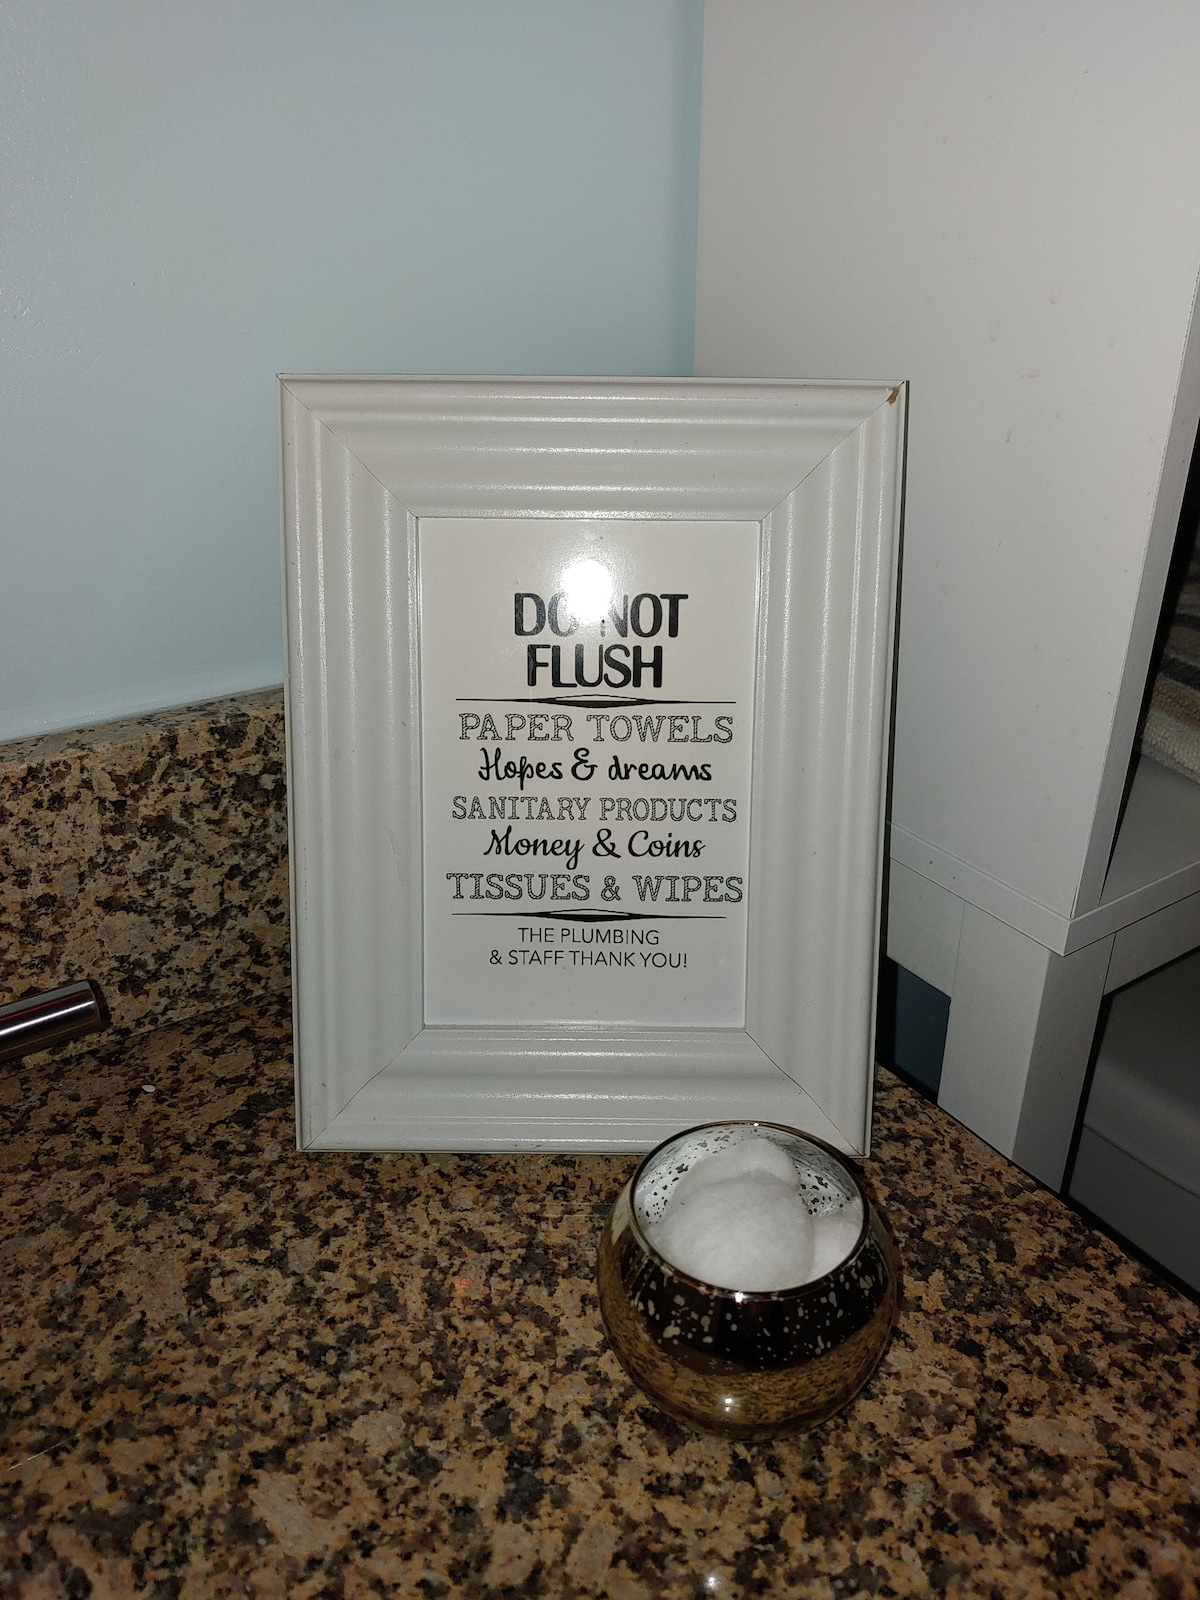 DO NOT
FLUSH
PAPER TOWELS
Hopes & dreams
SANITARY PRODUCTS
Money & Coins
TISSUES & WIPES
THE PLUMBING
& STAFF THANK YOU!